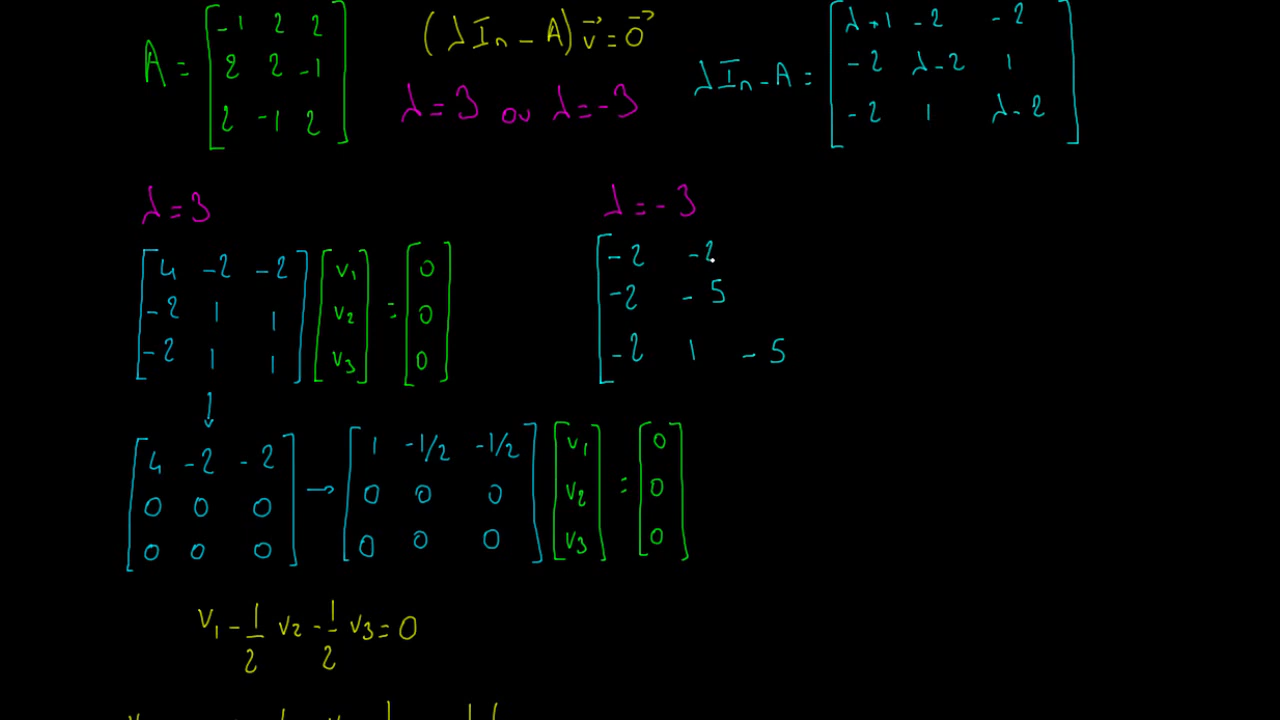 A = [-1 2 2; 2 2 -1; 2 -1 2]
(λIn - A)v⃗ = 0⃗
λ = 3 ou λ = -3
λIn - A = [λ+1 -2 -2; -2 λ-2 1; -2 1 λ-2]
λ = 3
[4 -2 -2; -2 1 1; -2 1 1] [v1; v2; v3] = [0; 0; 0]
↓
[4 -2 -2; 0 0 0; 0 0 0] → [1 -1/2 -1/2; 0 0 0; 0 0 0] [v1; v2; v3] = [0; 0; 0]
v1 - 1/2 v2 - 1/2 v3 = 0
λ = -3
[-2 -2
-2 -5
-2 1 -5